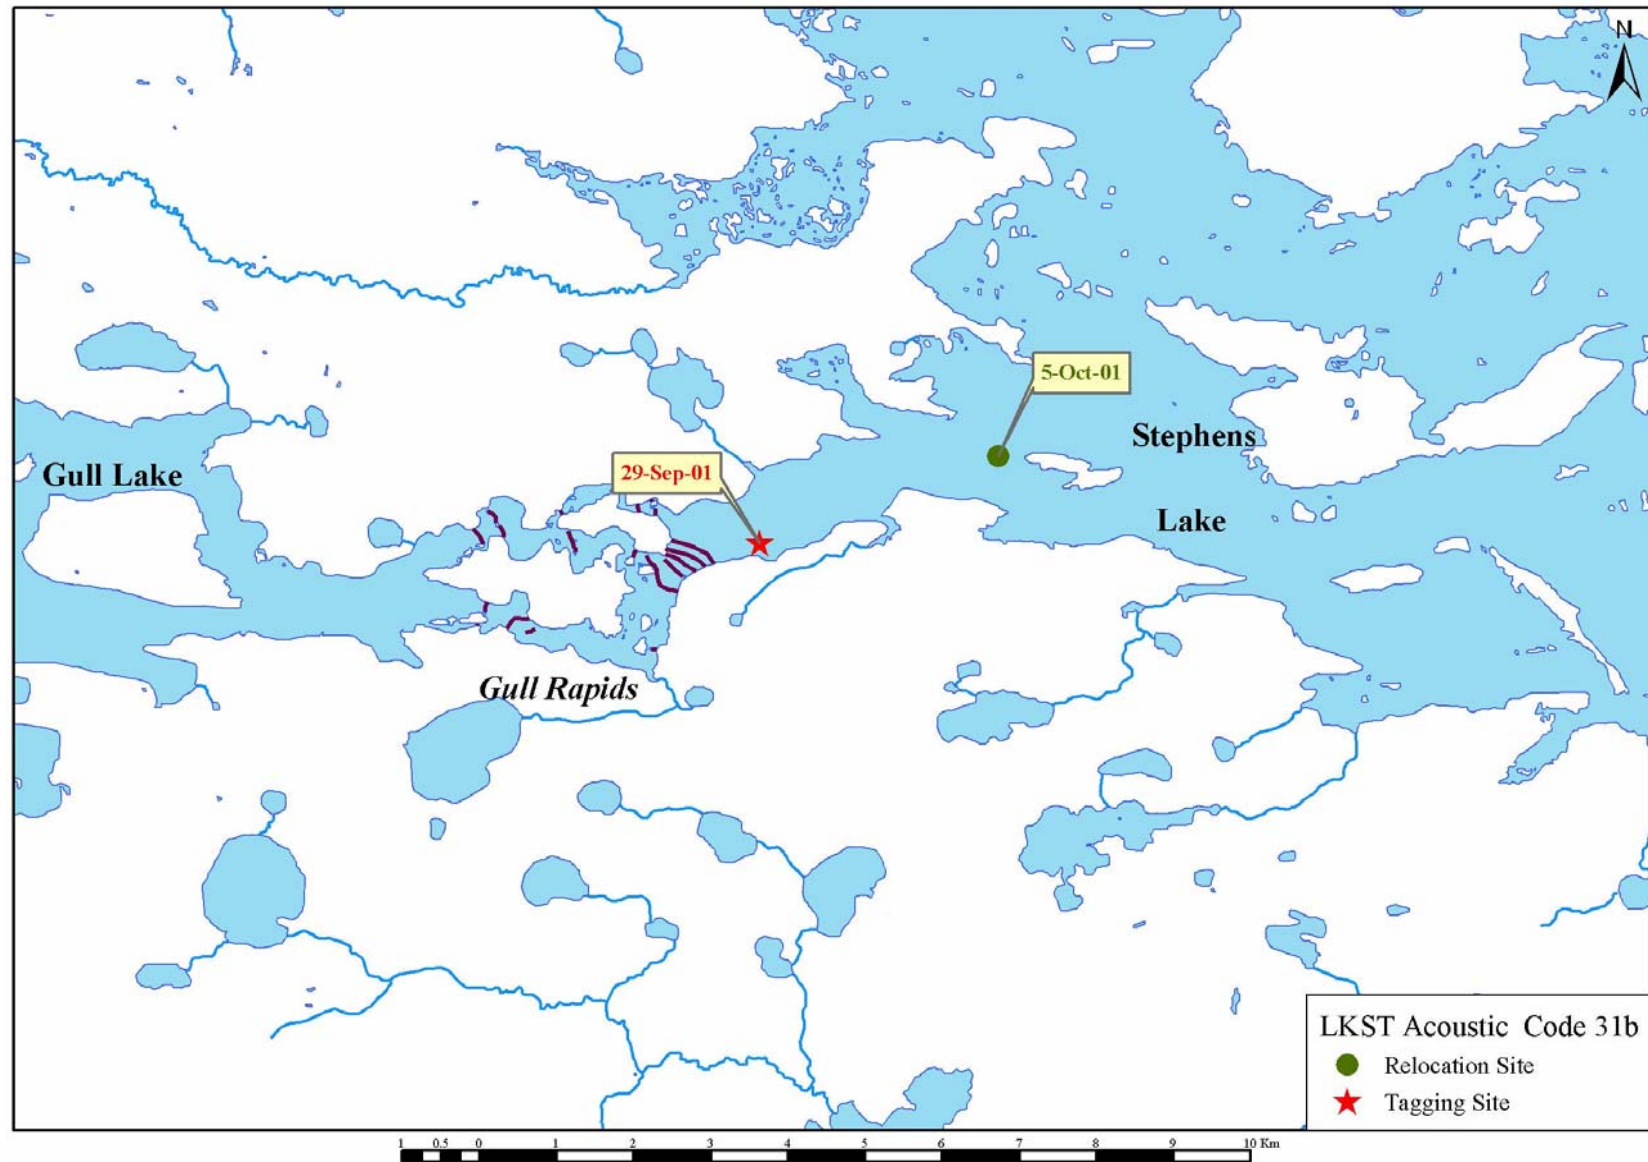 N
5-Oct-01
Stephens
Gull Lake
29-Sep-01
Lake
Gull Rapids
LKST Acoustic Code 31b
Relocation Site
Tagging Site
1 0.5 0 1 2 3 4 5 6 7 8 9 10 Km